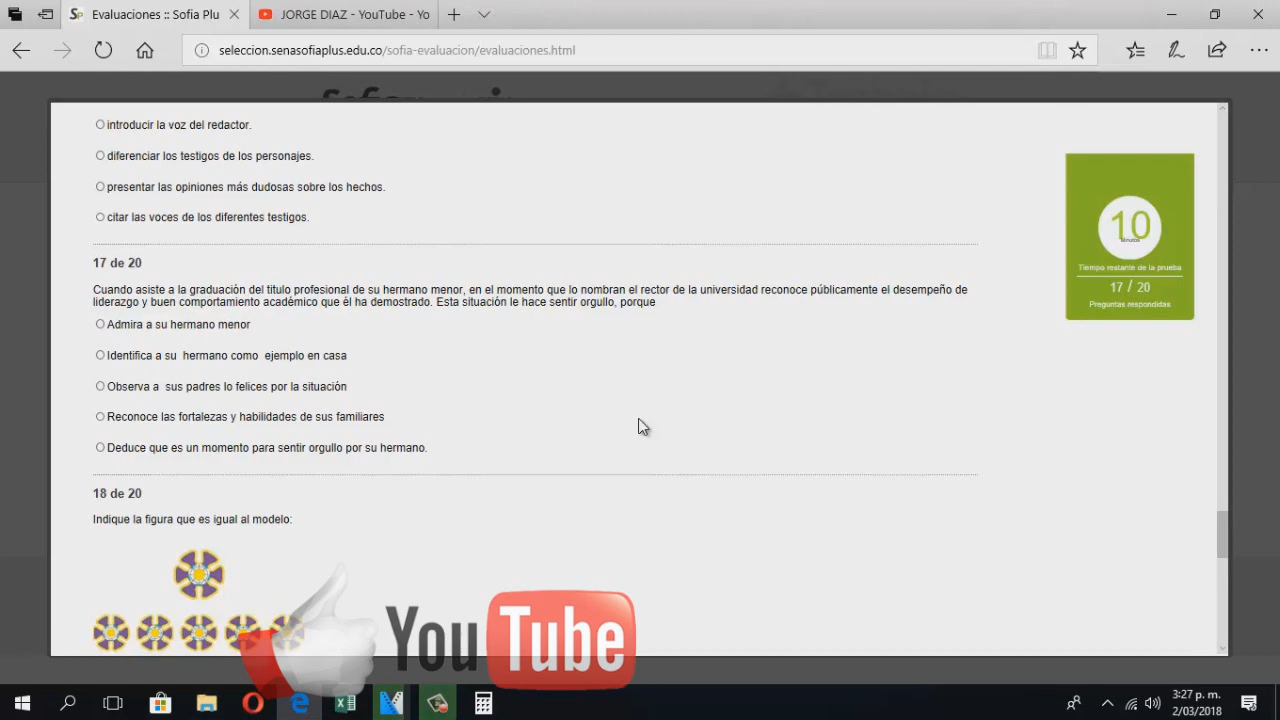 Evaluaciones :: Sofia Plu
JORGE DIAZ - YouTube - Yo
seleccion.senasofiaplus.edu.co/sofia-evaluacion/evaluaciones.html
introducir la voz del redactor.
diferenciar los testigos de los personajes.
presentar las opiniones más dudosas sobre los hechos.
citar las voces de los diferentes testigos.
10
Minutos
Tiempo restante de la prueba
17 / 20
Preguntas respondidas
17 de 20
Cuando asiste a la graduación del titulo profesional de su hermano menor, en el momento que lo nombran el rector de la universidad reconoce públicamente el desempeño de
liderazgo y buen comportamiento académico que él ha demostrado. Esta situación le hace sentir orgullo, porque
Admira a su hermano menor
Identifica a su hermano como ejemplo en casa
Observa a sus padres lo felices por la situación
Reconoce las fortalezas y habilidades de sus familiares
Deduce que es un momento para sentir orgullo por su hermano.
18 de 20
Indique la figura que es igual al modelo:
YouTube
3:27 p. m.
2/03/2018